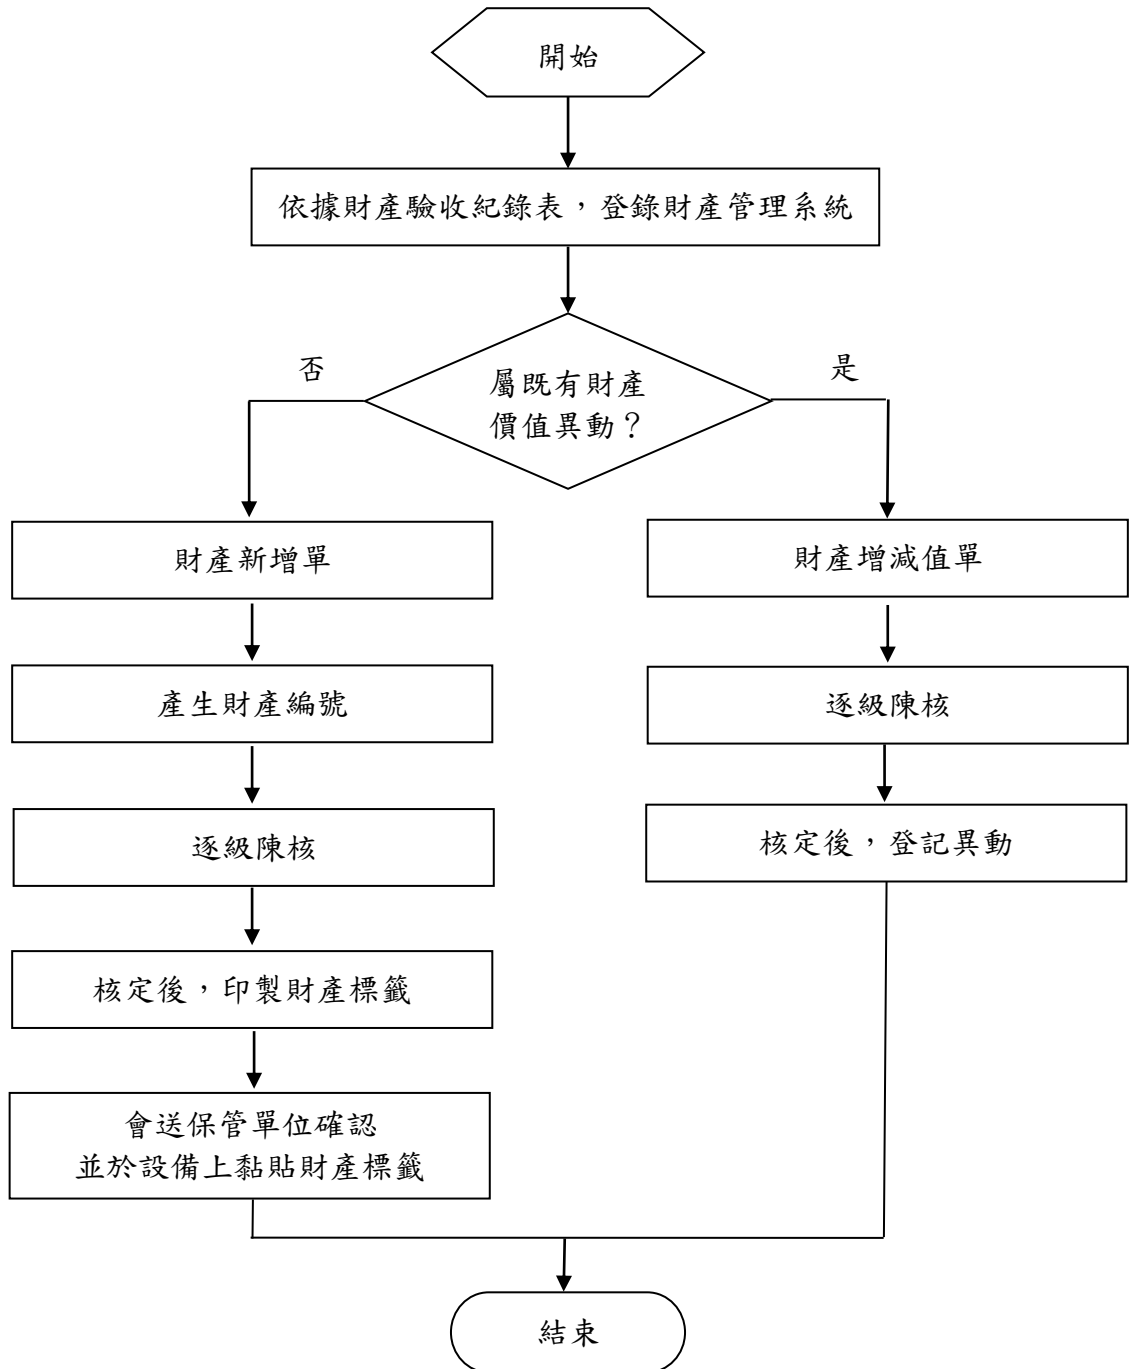 開始
依據財產驗收紀錄表，登錄財產管理系統
否
是
屬既有財產
價值異動？
財產新增單
財產增減值單
產生財產編號
逐級陳核
逐級陳核
核定後，登記異動
核定後，印製財產標籤
會送保管單位確認
並於設備上黏貼財產標籤
結束